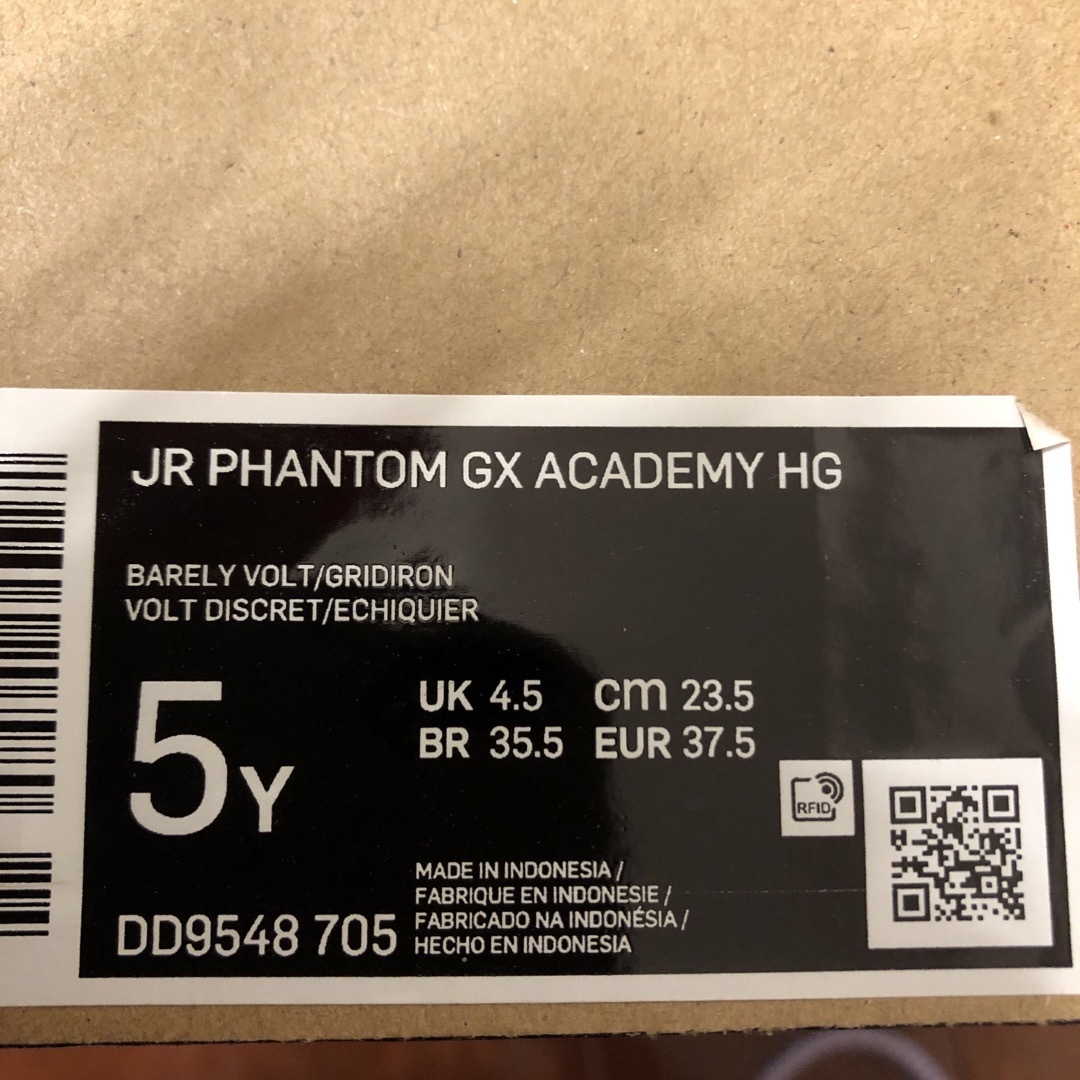 JR PHANTOM GX ACADEMY HG
BARELY VOLT/GRIDIRON
VOLT DISCRET/ECHIQUIER
5Y
UK 4.5 cm 23.5
BR 35.5 EUR 37.5
RFID
MADE IN INDONESIA /
FABRIQUE EN INDONESIE /
FABRICADO NA INDONÉSIA /
HECHO EN INDONESIA
DD9548 705